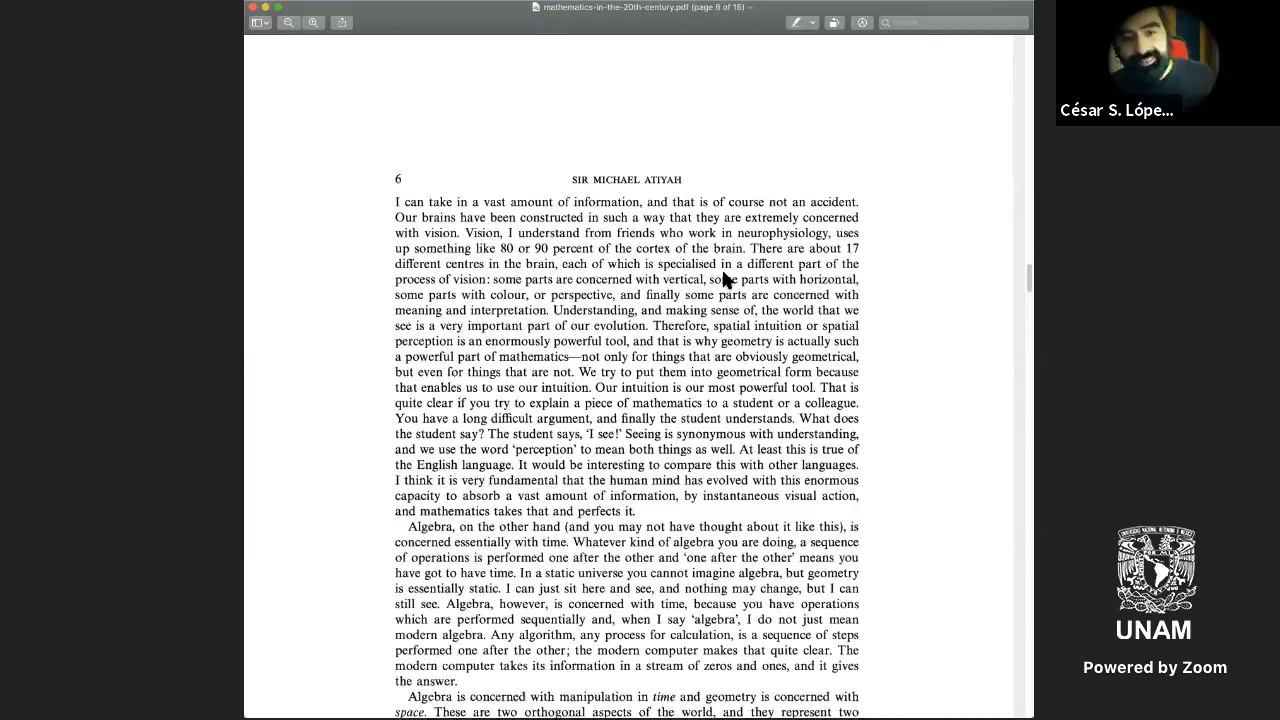 mathematics-in-the-20th-century.pdf (page 6 of 15)
Search
César S. Lópe...
6 SIR MICHAEL ATIYAH
I can take in a vast amount of information, and that is of course not an accident.
Our brains have been constructed in such a way that they are extremely concerned
with vision. Vision, I understand from friends who work in neurophysiology, uses
up something like 80 or 90 percent of the cortex of the brain. There are about 17
different centres in the brain, each of which is specialised in a different part of the
process of vision: some parts are concerned with vertical, some parts with horizontal,
some parts with colour, or perspective, and finally some parts are concerned with
meaning and interpretation. Understanding, and making sense of, the world that we
see is a very important part of our evolution. Therefore, spatial intuition or spatial
perception is an enormously powerful tool, and that is why geometry is actually such
a powerful part of mathematics—not only for things that are obviously geometrical,
but even for things that are not. We try to put them into geometrical form because
that enables us to use our intuition. Our intuition is our most powerful tool. That is
quite clear if you try to explain a piece of mathematics to a student or a colleague.
You have a long difficult argument, and finally the student understands. What does
the student say? The student says, ‘I see!’ Seeing is synonymous with understanding,
and we use the word ‘perception’ to mean both things as well. At least this is true of
the English language. It would be interesting to compare this with other languages.
I think it is very fundamental that the human mind has evolved with this enormous
capacity to absorb a vast amount of information, by instantaneous visual action,
and mathematics takes that and perfects it.
Algebra, on the other hand (and you may not have thought about it like this), is
concerned essentially with time. Whatever kind of algebra you are doing, a sequence
of operations is performed one after the other and ‘one after the other’ means you
have got to have time. In a static universe you cannot imagine algebra, but geometry
is essentially static. I can just sit here and see, and nothing may change, but I can
still see. Algebra, however, is concerned with time, because you have operations
which are performed sequentially and, when I say ‘algebra’, I do not just mean
modern algebra. Any algorithm, any process for calculation, is a sequence of steps
performed one after the other; the modern computer makes that quite clear. The
modern computer takes its information in a stream of zeros and ones, and it gives
the answer.
Algebra is concerned with manipulation in time and geometry is concerned with
space. These are two orthogonal aspects of the world, and they represent two
UNAM
Powered by Zoom